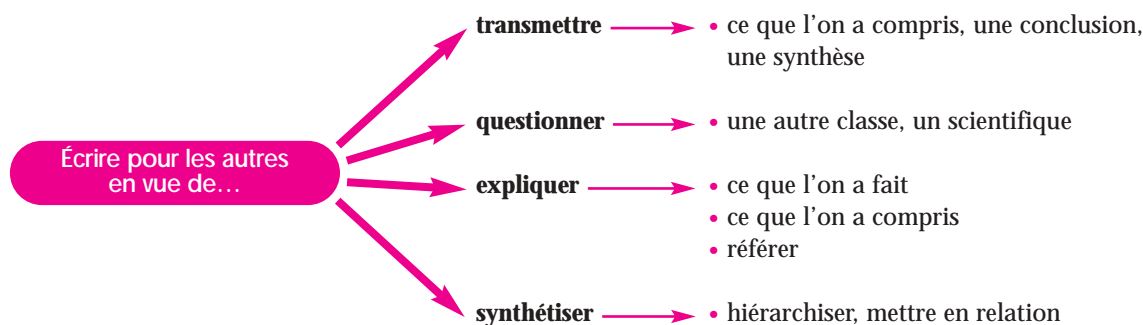 transmettre • ce que l'on a compris, une conclusion,
une synthèse
questionner • une autre classe, un scientifique
Écrire pour les autres
en vue de…
expliquer • ce que l'on a fait
• ce que l'on a compris
• référer
synthétiser • hiérarchiser, mettre en relation